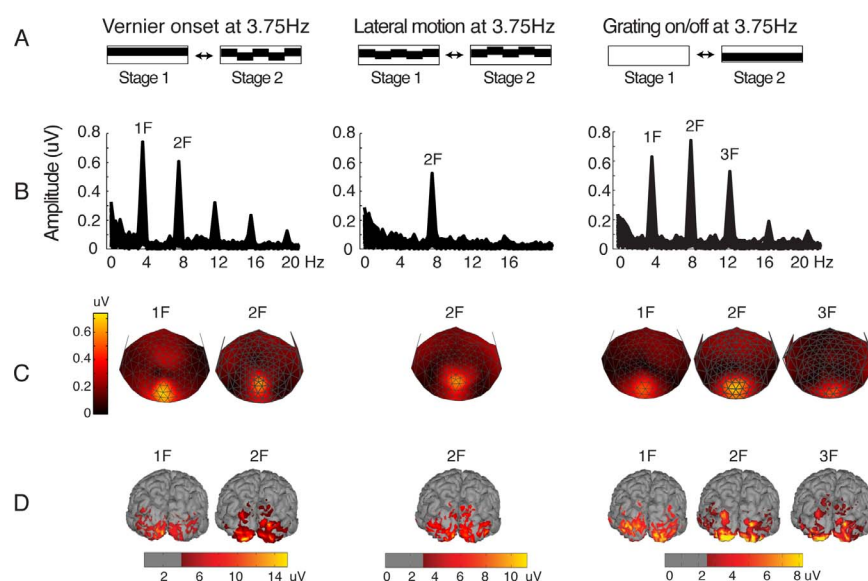 A
Vernier onset at 3.75Hz
Lateral motion at 3.75Hz
Grating on/off at 3.75Hz
Stage 1 Stage 2
Stage 1 Stage 2
Stage 1 Stage 2
B
Amplitude (uV)
0.8
0.6
0.4
0.2
0
1F 2F
0 4 8 12 16 20 Hz
0.8
0.6
0.4
0.2
0
2F
0 4 8 12 16
0.8
0.6
0.4
0.2
0
1F 2F 3F
0 4 8 12 16 20 Hz
C
uV
0.6
0.4
0.2
0
1F 2F
2F
1F 2F 3F
D
1F 2F
2F
1F 2F 3F
2 6 10 14 uV
0 2 6 10 uV
0 2 4 6 8 uV